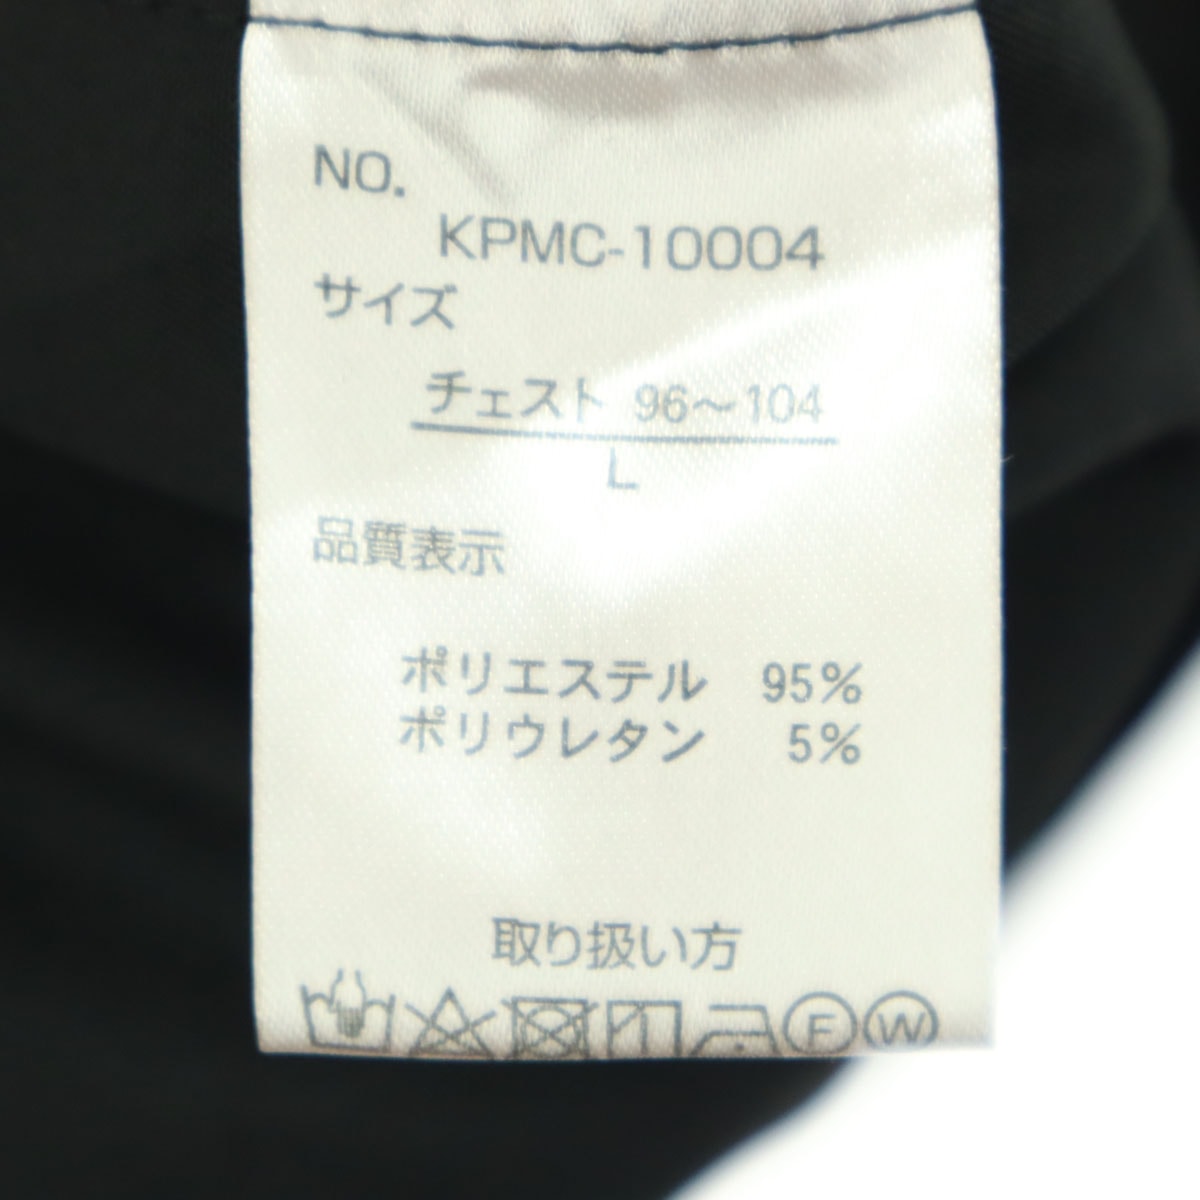 NO.
KPMC-10004
サイズ
チェスト 96～104
L
品質表示
ポリエステル 95%
ポリウレタン 5%
取り扱い方
F W